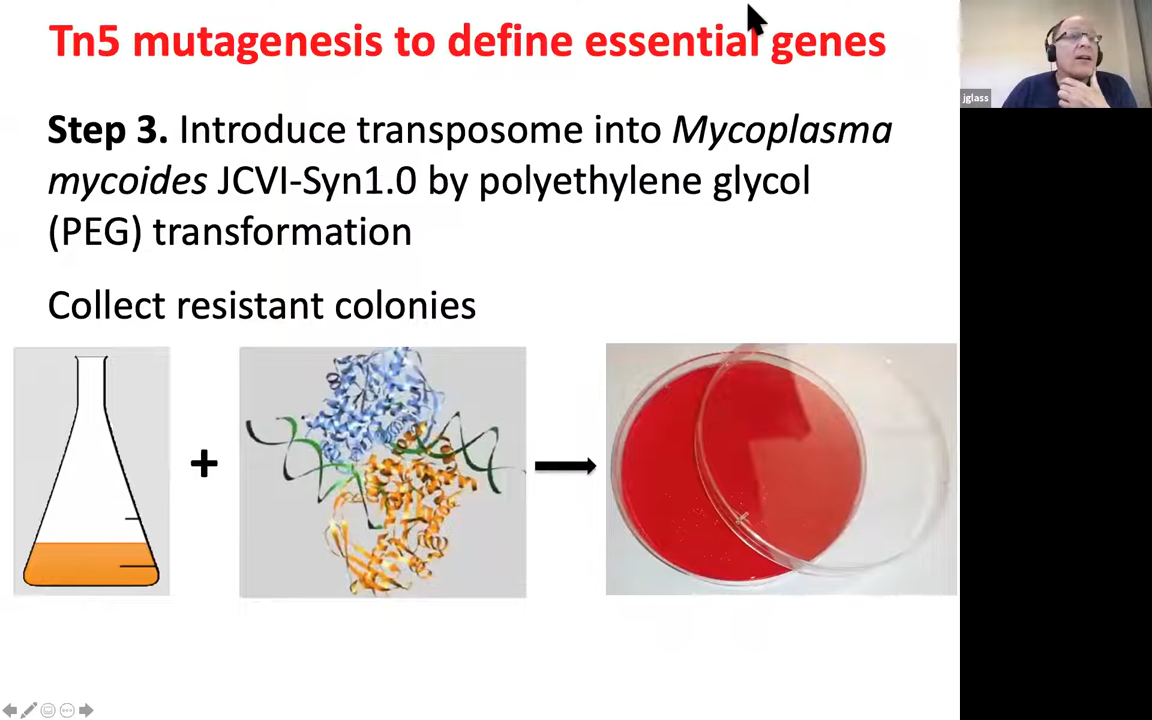 Tn5 mutagenesis to define essential genes
jglass
Step 3. Introduce transposome into Mycoplasma
mycoides JCVI-Syn1.0 by polyethylene glycol
(PEG) transformation
Collect resistant colonies
+